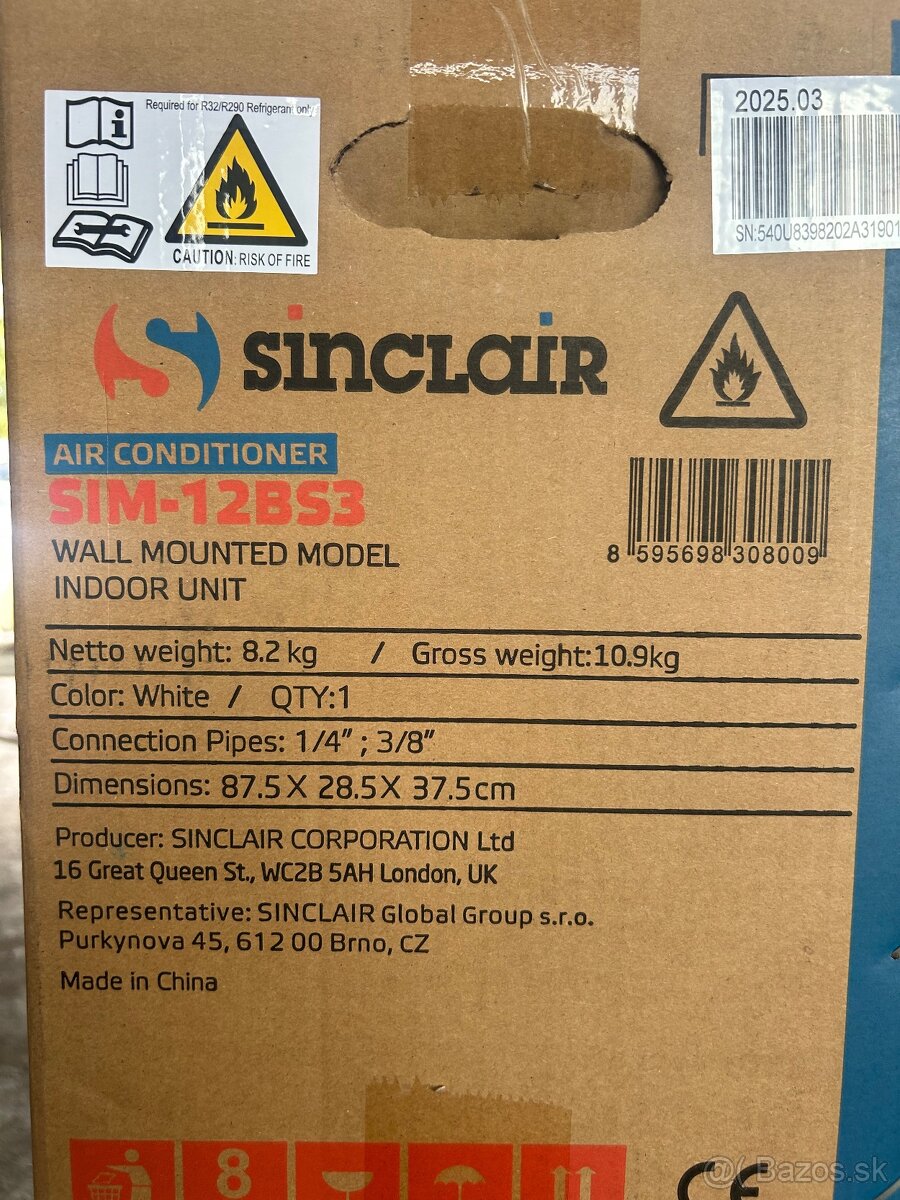 Required for R32/R290 Refrigerant only
CAUTION: RISK OF FIRE
2025.03
SN:540U8398202A31901
sinclair
AIR CONDITIONER
SIM-12BS3
WALL MOUNTED MODEL
INDOOR UNIT
8 595698 308009
Netto weight: 8.2 kg / Gross weight:10.9kg
Color: White / QTY:1
Connection Pipes: 1/4" ; 3/8"
Dimensions: 87.5 X 28.5 X 37.5 cm
Producer: SINCLAIR CORPORATION Ltd
16 Great Queen St., WC2B 5AH London, UK
Representative: SINCLAIR Global Group s.r.o.
Purkynova 45, 612 00 Brno, CZ
Made in China
8
CE
@ Bazos.sk